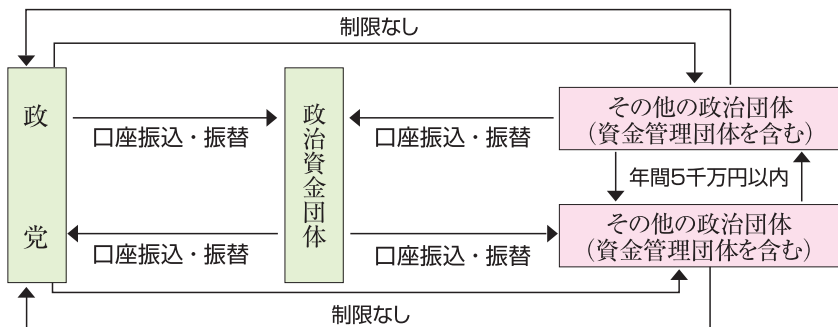 制限なし
政党
口座振込・振替
政治資金団体
口座振込・振替
その他の政治団体
（資金管理団体を含む）
年間5千万円以内
口座振込・振替
口座振込・振替
その他の政治団体
（資金管理団体を含む）
制限なし